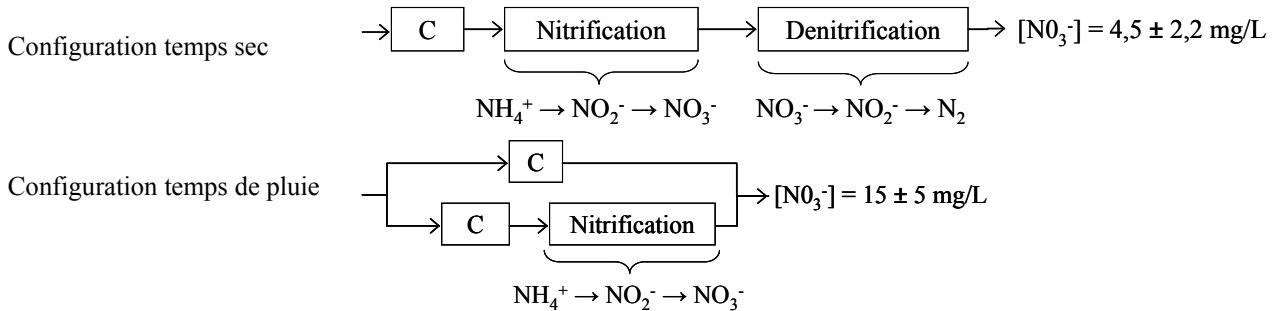 Configuration temps sec
C
Nitrification
Denitrification
[N0₃⁻] = 4,5 ± 2,2 mg/L
NH₄⁺ → NO₂⁻ → NO₃⁻
NO₃⁻ → NO₂⁻ → N₂
Configuration temps de pluie
C
C
Nitrification
[N0₃⁻] = 15 ± 5 mg/L
NH₄⁺ → NO₂⁻ → NO₃⁻